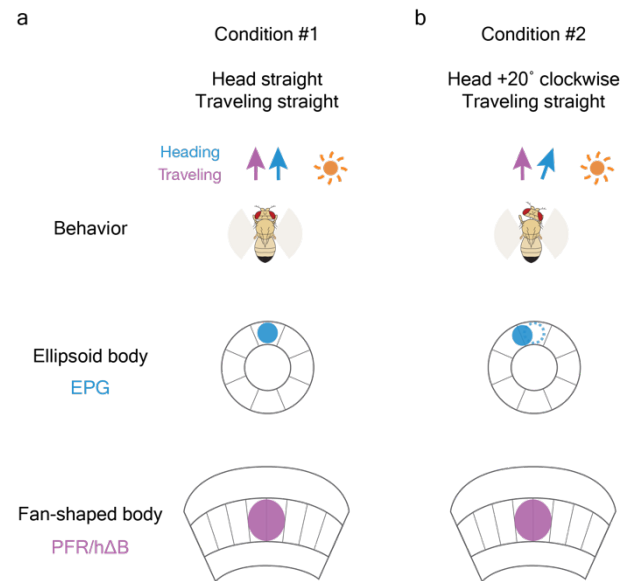 a
Condition #1
Head straight
Traveling straight
b
Condition #2
Head +20˚ clockwise
Traveling straight
Heading
Traveling
Behavior
Ellipsoid body
EPG
Fan-shaped body
PFR/hΔB